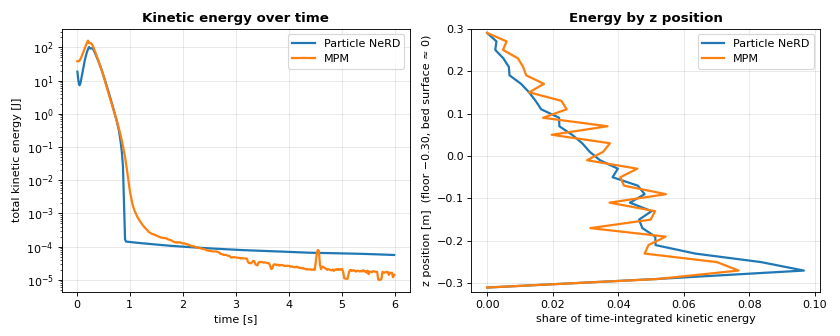 Kinetic energy over time
total kinetic energy [J]
10²
10¹
10⁰
10⁻¹
10⁻²
10⁻³
10⁻⁴
10⁻⁵
Particle NeRD
MPM
0 1 2 3 4 5 6
time [s]
Energy by z position
z position [m] (floor −0.30, bed surface ≈ 0)
0.3
0.2
0.1
0.0
−0.1
−0.2
−0.3
Particle NeRD
MPM
0.00 0.02 0.04 0.06 0.08 0.10
share of time-integrated kinetic energy